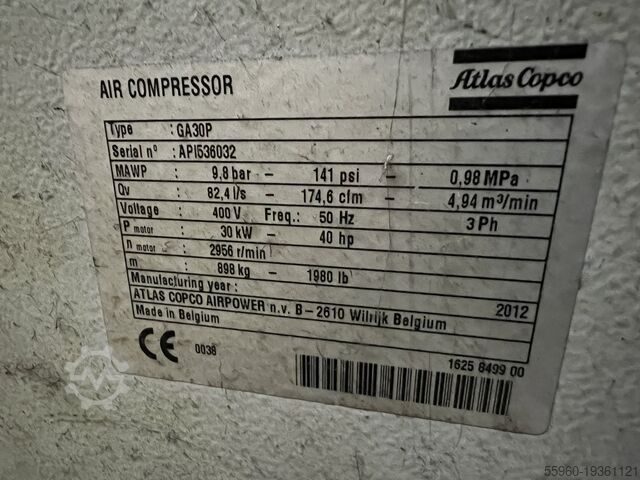 AIR COMPRESSOR
Atlas Copco
Type : GA30P
Serial nº : API536032
MAWP : 9,8 bar – 141 psi – 0,98 MPa
Qv : 82,4 l/s – 174,6 cfm – 4,94 m³/min
Voltage : 400 V Freq.: 50 Hz 3 Ph
P motor : 30 kW – 40 hp
n motor : 2956 r/min
m : 898 kg – 1980 lb
Manufacturing year : 2012
ATLAS COPCO AIRPOWER n.v. B–2610 Wilrijk Belgium
Made in Belgium
CE 0038
1625 8499 00
55960-19361121